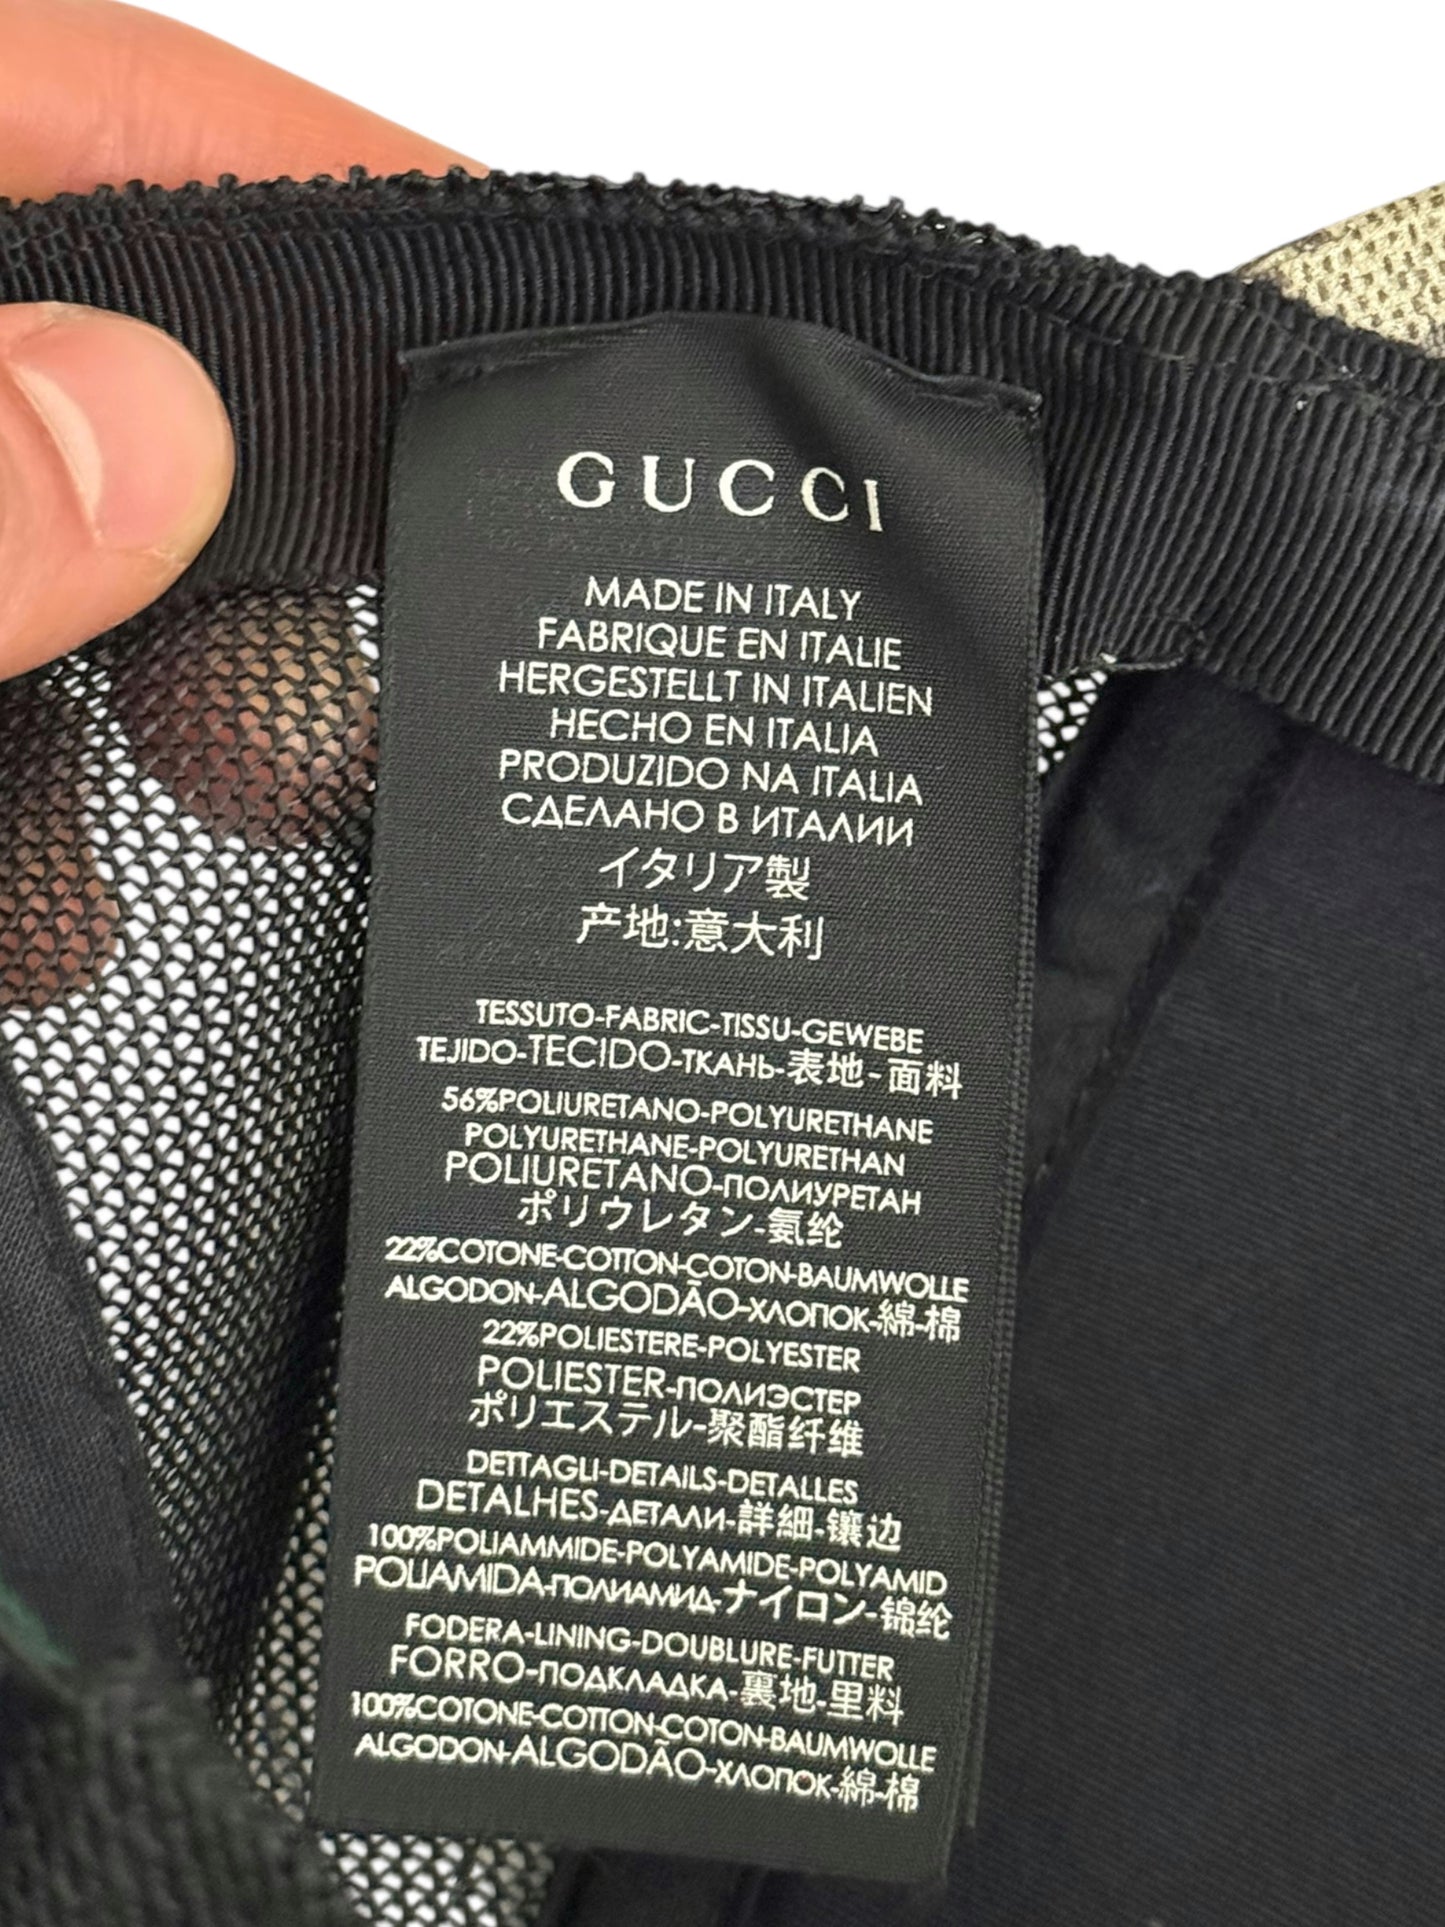 GUCCI
MADE IN ITALY
FABRIQUE EN ITALIE
HERGESTELLT IN ITALIEN
HECHO EN ITALIA
PRODUZIDO NA ITALIA
СДЕЛАНО В ИТАЛИИ
イタリア製
产地:意大利
TESSUTO-FABRIC-TISSU-GEWEBE
TEJIDO-TECIDO-ТКАНЬ-表地-面料
56%POLIURETANO-POLYURETHANE
POLYURETHANE-POLYURETHAN
POLIURETANO-ПОЛИУРЕТАН
ポリウレタン-氨纶
22%COTONE-COTTON-COTON-BAUMWOLLE
ALGODON-ALGODÃO-ХЛОПОК-綿-棉
22%POLIESTERE-POLYESTER
POLIESTER-ПОЛИЭСТЕР
ポリエステル-聚酯纤维
DETTAGLI-DETAILS-DETALLES
DETALHES-ДЕТАЛИ-詳細-镶边
100%POLIAMMIDE-POLYAMIDE-POLYAMID
POLIAMIDA-ПОЛИАМИД-ナイロン-锦纶
FODERA-LINING-DOUBLURE-FUTTER
FORRO-ПОДКЛАДКА-裏地-里料
100%COTONE-COTTON-COTON-BAUMWOLLE
ALGODON-ALGODÃO-ХЛОПОК-綿-棉